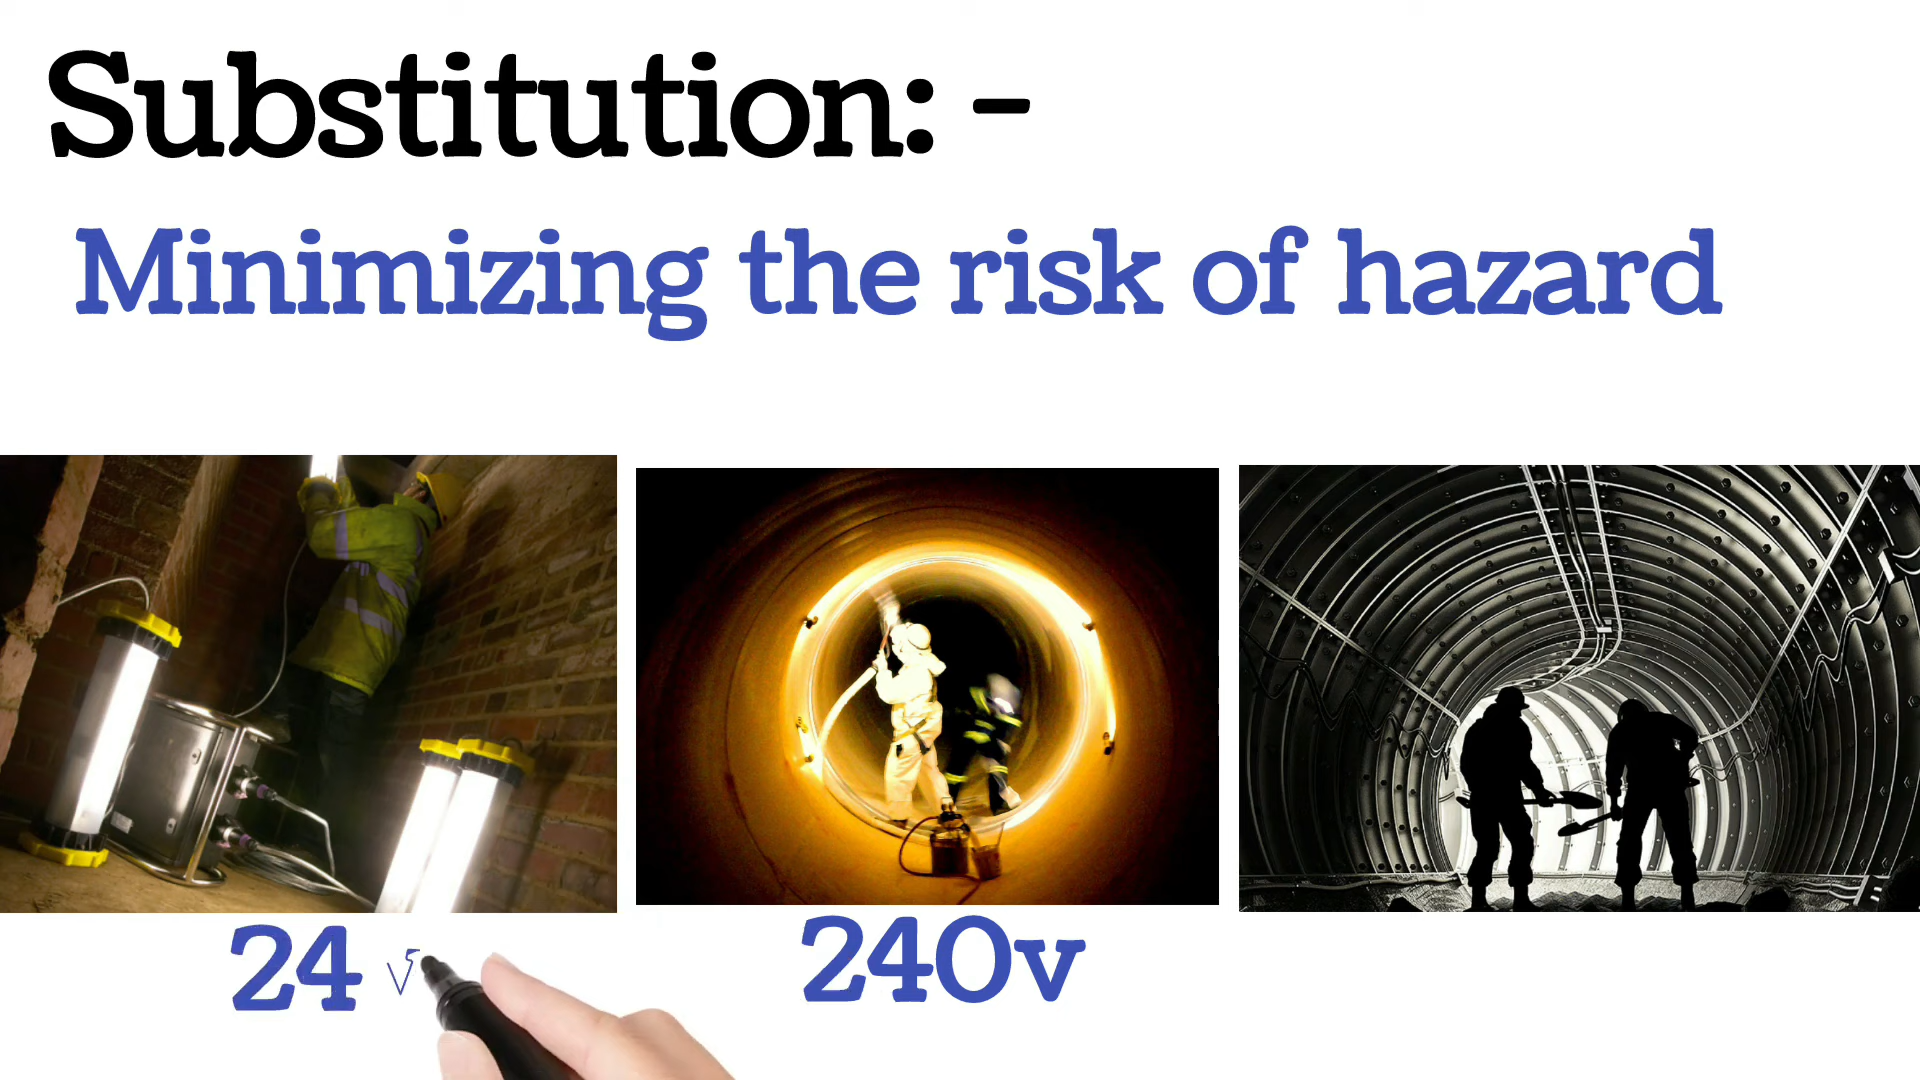 Substitution: -
Minimizing the risk of hazard
24 v
240v